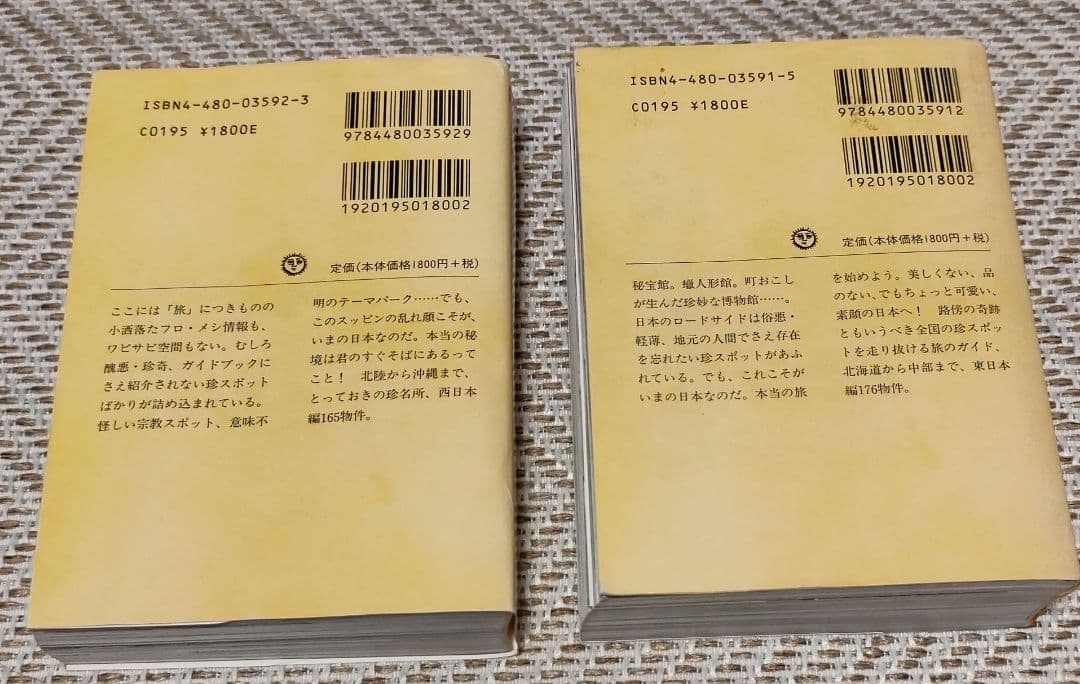 ISBN4-480-03592-3
C0195 ¥1800E
9784480035929
1920195018002
定価(本体価格1800円+税)
ここには「旅」につきものの
小洒落たフロ・メシ情報も、
ワビサビ空間もない。むしろ
醜悪・珍奇、ガイドブックに
さえ紹介されない珍スポット
ばかりが詰め込まれている。
怪しい宗教スポット、意味不
明のテーマパーク……でも、
このスッピンの乱れ顔こそが、
いまの日本なのだ。本当の秘
境は君のすぐそばにあるって
こと! 北陸から沖縄まで、
とっておきの珍名所、西日本
編165物件。
ISBN4-480-03591-5
C0195 ¥1800E
9784480035912
1920195018002
定価(本体価格1800円+税)
秘宝館。蠟人形館。町おこし
が生んだ珍妙な博物館……。
日本のロードサイドは俗悪・
軽薄、地元の人間でさえ存在
を忘れたい珍スポットがあふ
れている。でも、これこそが
いまの日本なのだ。本当の旅
を始めよう。美しくない、品
のない、でもちょっと可愛い、
素顔の日本へ! 路傍の奇跡
ともいうべき全国の珍スポッ
トを走り抜ける旅のガイド、
北海道から中部まで、東日本
編176物件。